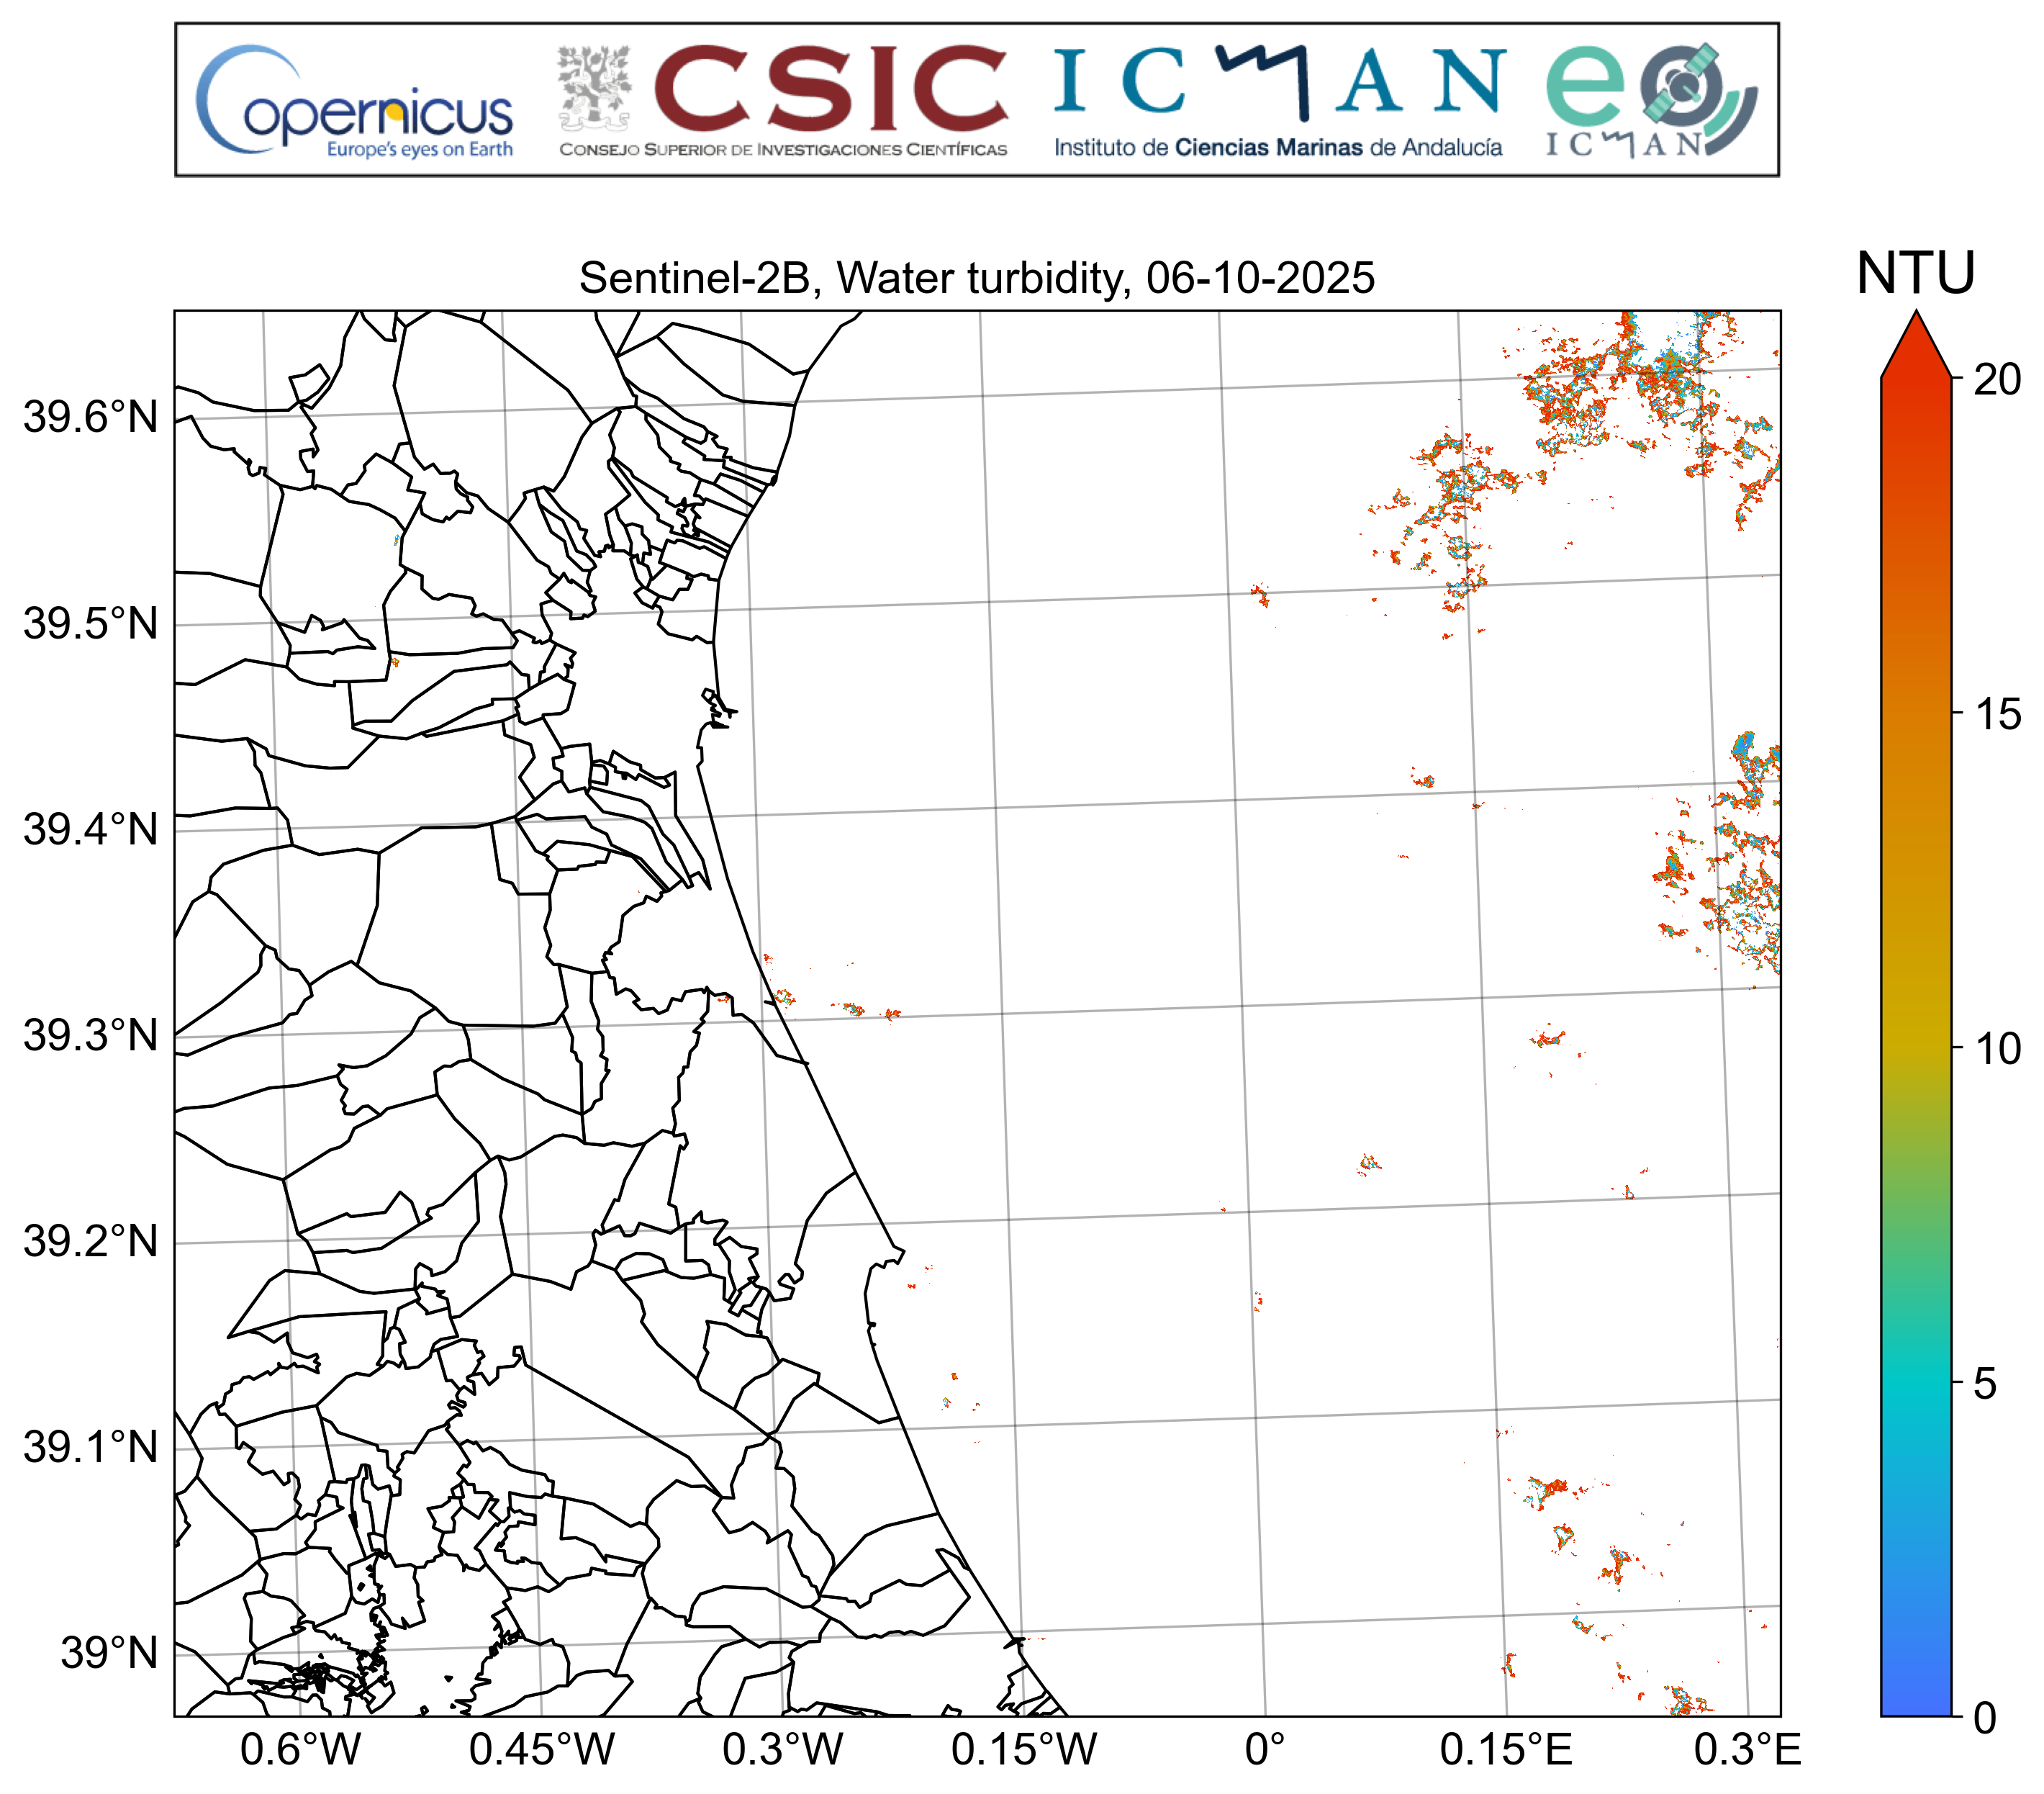 Copernicus
Europe's eyes on Earth
CSIC
CONSEJO SUPERIOR DE INVESTIGACIONES CIENTÍFICAS
ICMAN
Instituto de Ciencias Marinas de Andalucía
eo
ICMAN
Sentinel-2B, Water turbidity, 06-10-2025
NTU
39.6°N
39.5°N
39.4°N
39.3°N
39.2°N
39.1°N
39°N
0.6°W 0.45°W 0.3°W 0.15°W 0° 0.15°E 0.3°E
20
15
10
5
0